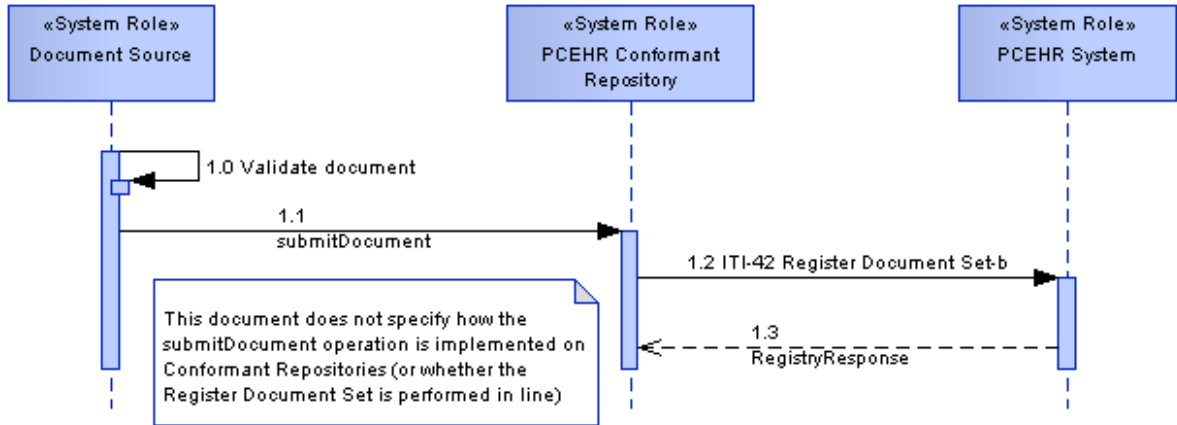 «System Role»
Document Source
«System Role»
PCEHR Conformant
Repository
«System Role»
PCEHR System
1.0 Validate document
1.1
submitDocument
1.2 ITI-42 Register Document Set-b
1.3
RegistryResponse
This document does not specify how the
submitDocument operation is implemented on
Conformant Repositories (or whether the
Register Document Set is performed in line)